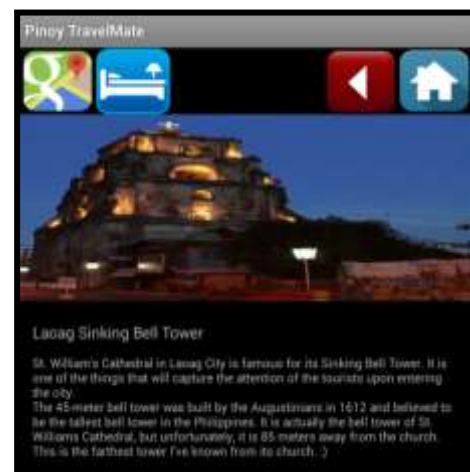 Pinoy TravelMate
Laoag Sinking Bell Tower
St. William's Cathedral in Laoag City is famous for its Sinking Bell Tower. It is
one of the things that will capture the attention of the tourists upon entering
the city.
The 45-meter bell tower was built by the Augustinians in 1612 and believed to
be the tallest bell tower in the Philippines. It is actually the bell tower of St.
Williams Cathedral, but unfortunately, it is 85 meters away from the church.
This is the farthest tower I've known from its church. :)